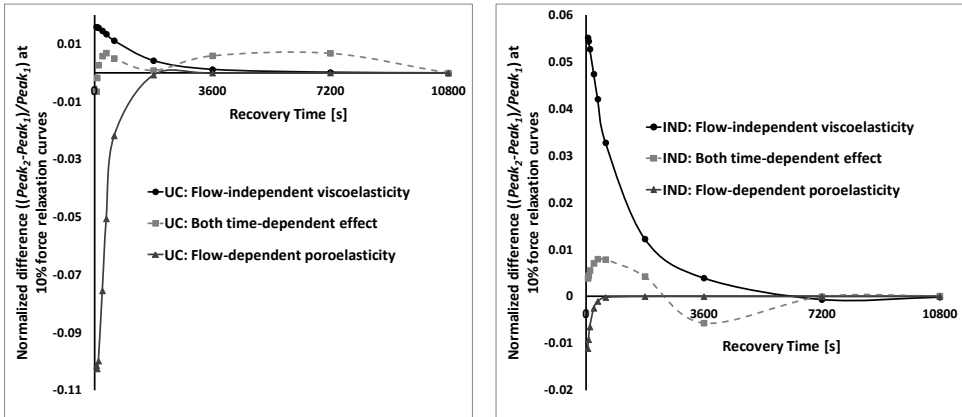 Normalized difference ((Peak2-Peak1)/Peak1) at
10% force relaxation curves
0.01
-0.01
-0.03
-0.05
-0.07
-0.09
-0.11
0
3600
7200
10800
Recovery Time [s]
UC: Flow-independent viscoelasticity
UC: Both time-dependent effect
UC: Flow-dependent poroelasticity
Normalized difference ((Peak2-Peak1)/Peak1) at
10% force relaxation curves
0.06
0.05
0.04
0.03
0.02
0.01
0
-0.01
-0.02
0
3600
7200
10800
Recovery Time [s]
IND: Flow-independent viscoelasticity
IND: Both time-dependent effect
IND: Flow-dependent poroelasticity